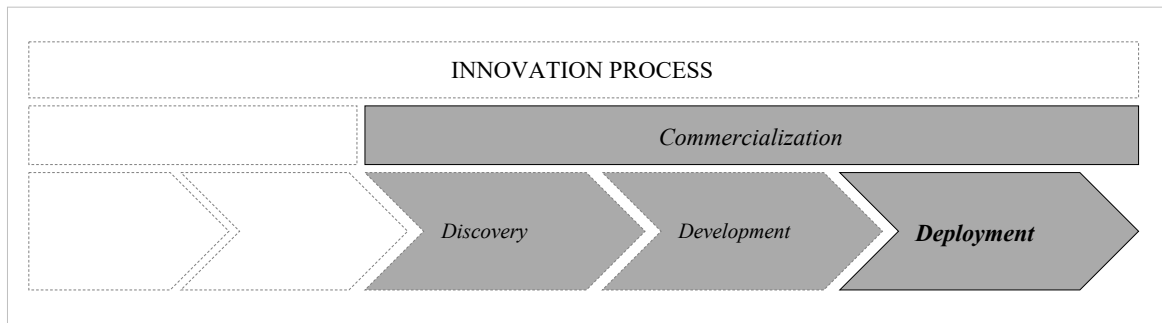 INNOVATION PROCESS
Commercialization
Discovery
Development
Deployment